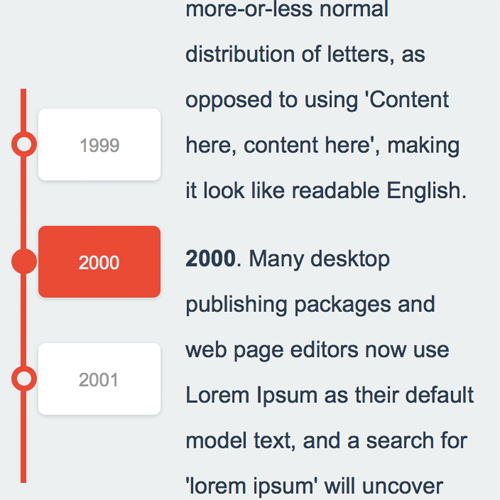 1999
2000
2001
more-or-less normal
distribution of letters, as
opposed to using 'Content
here, content here', making
it look like readable English.
2000. Many desktop
publishing packages and
web page editors now use
Lorem Ipsum as their default
model text, and a search for
'lorem ipsum' will uncover